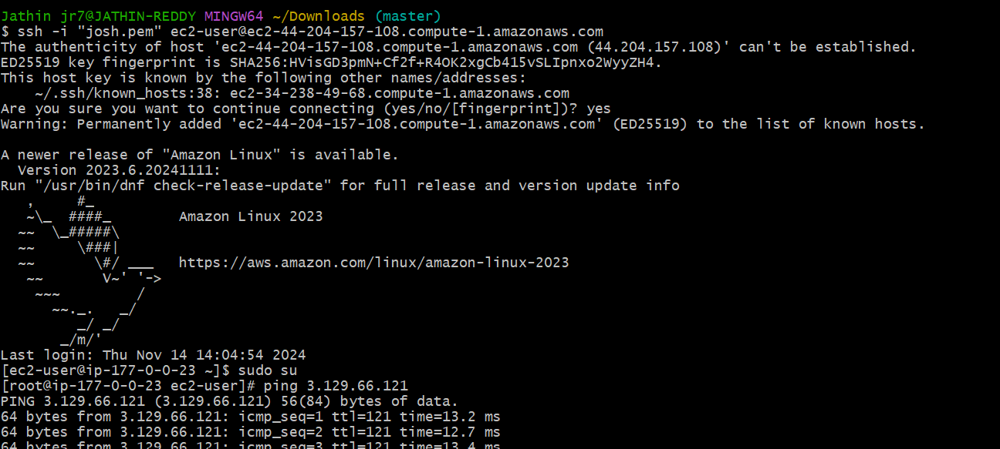 Jathin jr7@JATHIN-REDDY MINGW64 ~/Downloads (master)
$ ssh -i "josh.pem" ec2-user@ec2-44-204-157-108.compute-1.amazonaws.com
The authenticity of host 'ec2-44-204-157-108.compute-1.amazonaws.com (44.204.157.108)' can't be established.
ED25519 key fingerprint is SHA256:HVisGD3pmN+Cf2f+R4OK2xgCb415vSLIpnxo2WyyZH4.
This host key is known by the following other names/addresses:
    ~/.ssh/known_hosts:38: ec2-34-238-49-68.compute-1.amazonaws.com
Are you sure you want to continue connecting (yes/no/[fingerprint])? yes
Warning: Permanently added 'ec2-44-204-157-108.compute-1.amazonaws.com' (ED25519) to the list of known hosts.

A newer release of "Amazon Linux" is available.
  Version 2023.6.20241111:
Run "/usr/bin/dnf check-release-update" for full release and version update info
   ,     #_
   ~\_  ####_        Amazon Linux 2023
  ~~  \_#####\
  ~~     \###|
  ~~       \#/ ___   https://aws.amazon.com/linux/amazon-linux-2023
   ~~       V~' '->
    ~~~         /
      ~~._.   _/
         _/ _/
       _/m/'
Last login: Thu Nov 14 14:04:54 2024
[ec2-user@ip-177-0-0-23 ~]$ sudo su
[root@ip-177-0-0-23 ec2-user]# ping 3.129.66.121
PING 3.129.66.121 (3.129.66.121) 56(84) bytes of data.
64 bytes from 3.129.66.121: icmp_seq=1 ttl=121 time=13.2 ms
64 bytes from 3.129.66.121: icmp_seq=2 ttl=121 time=12.7 ms
64 bytes from 3.129.66.121: icmp_seq=3 ttl=121 time=13.4 ms